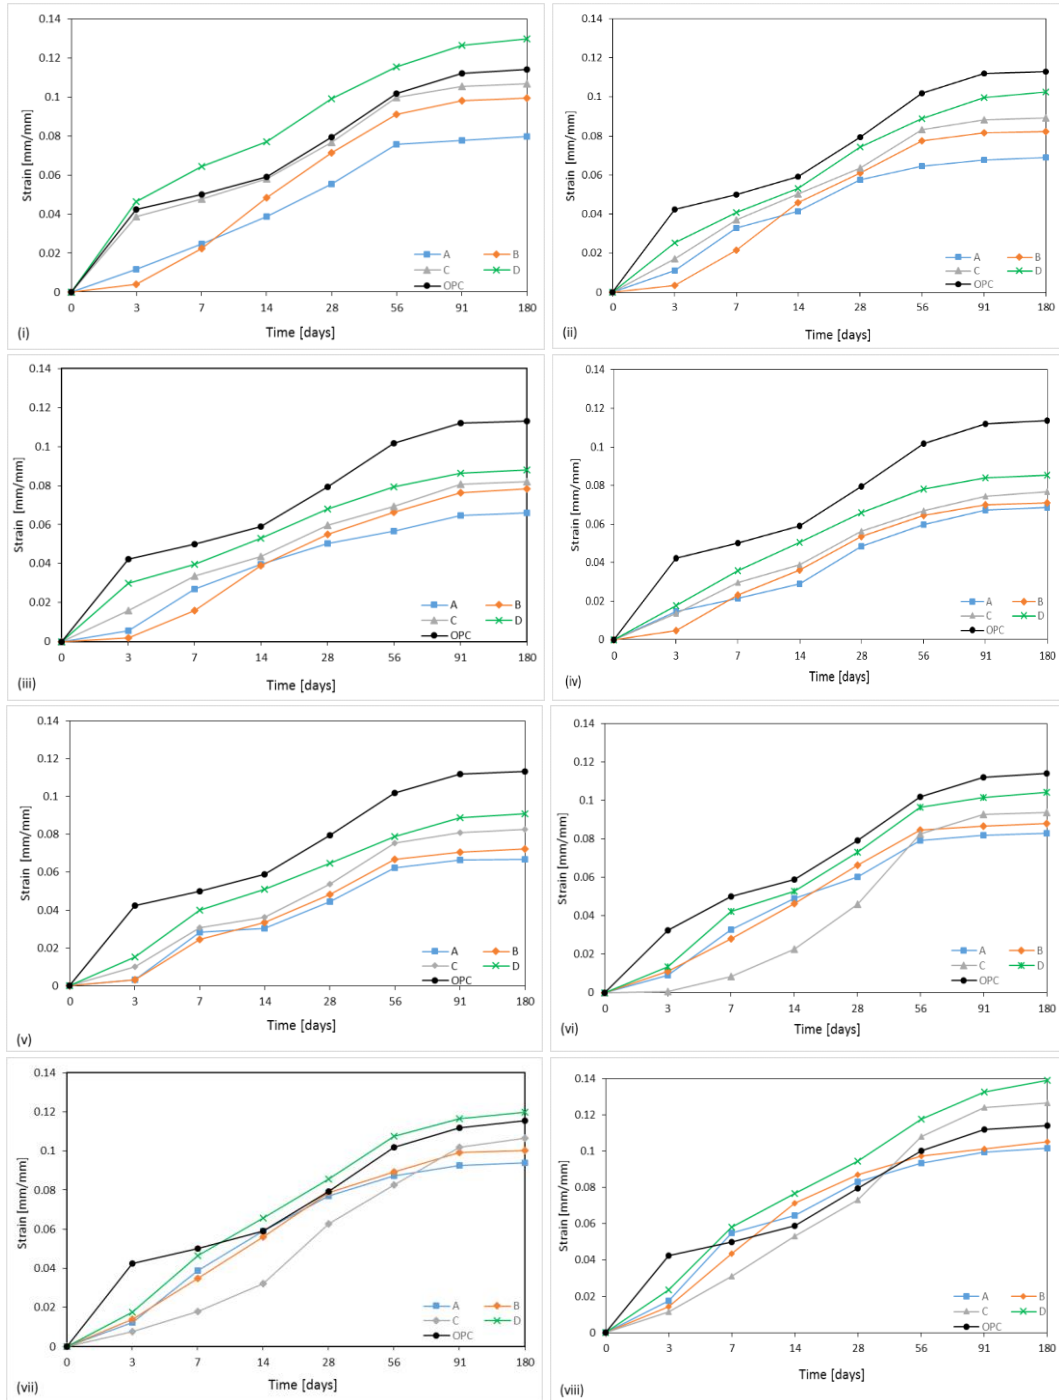 0.14
0.12
0.1
0.08
0.06
0.04
0.02
0
Strain [mm/mm]
0 3 7 14 28 56 91 180
Time [days]
A B
C D
OPC
(i)
0.14
0.12
0.1
0.08
0.06
0.04
0.02
0
Strain [mm/mm]
0 3 7 14 28 56 91 180
Time [days]
A B
C D
OPC
(ii)
0.14
0.12
0.1
0.08
0.06
0.04
0.02
0
Strain [mm/mm]
0 3 7 14 28 56 91 180
Time [days]
A B
C D
OPC
(iii)
0.14
0.12
0.1
0.08
0.06
0.04
0.02
0
Strain [mm/mm]
0 3 7 14 28 56 91 180
Time [days]
A B
C D
OPC
(iv)
0.14
0.12
0.1
0.08
0.06
0.04
0.02
0
Strain [mm/mm]
0 3 7 14 28 56 91 180
Time [days]
A B
C D
OPC
(v)
0.14
0.12
0.1
0.08
0.06
0.04
0.02
0
Strain [mm/mm]
0 3 7 14 28 56 91 180
Time [days]
A B
C D
OPC
(vi)
0.14
0.12
0.1
0.08
0.06
0.04
0.02
0
Strain [mm/mm]
0 3 7 14 28 56 91 180
Time [days]
A B
C D
OPC
(vii)
0.14
0.12
0.1
0.08
0.06
0.04
0.02
0
Strain [mm/mm]
0 3 7 14 28 56 91 180
Time [days]
A B
C D
OPC
(viii)